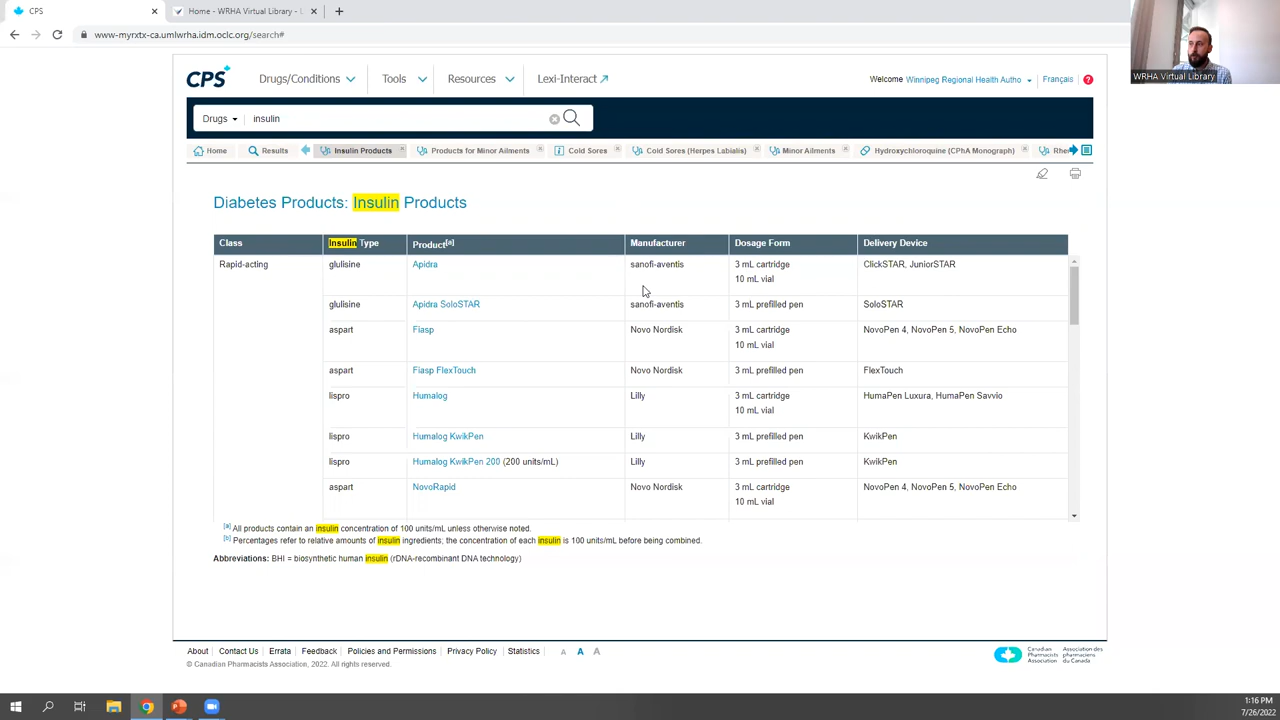 CPS
Home - WRHA Virtual Library -
www-myrxtx-ca.umlwrha.idm.oclc.org/search#
WRHA Virtual Library
CPS Drugs/Conditions Tools Resources Lexi-Interact Welcome Winnipeg Regional Health Autho Français ?
Drugs insulin
Home Results Insulin Products Products for Minor Ailments Cold Sores Cold Sores (Herpes Labialis) Minor Ailments Hydroxychloroquine (CPhA Monograph) Rhe
Diabetes Products: Insulin Products
Class Insulin Type Product[a] Manufacturer Dosage Form Delivery Device
Rapid-acting glulisine Apidra sanofi-aventis 3 mL cartridge ClickSTAR, JuniorSTAR
10 mL vial
glulisine Apidra SoloSTAR sanofi-aventis 3 mL prefilled pen SoloSTAR
aspart Fiasp Novo Nordisk 3 mL cartridge NovoPen 4, NovoPen 5, NovoPen Echo
10 mL vial
aspart Fiasp FlexTouch Novo Nordisk 3 mL prefilled pen FlexTouch
lispro Humalog Lilly 3 mL cartridge HumaPen Luxura, HumaPen Savvio
10 mL vial
lispro Humalog KwikPen Lilly 3 mL prefilled pen KwikPen
lispro Humalog KwikPen 200 (200 units/mL) Lilly 3 mL prefilled pen KwikPen
aspart NovoRapid Novo Nordisk 3 mL cartridge NovoPen 4, NovoPen 5, NovoPen Echo
10 mL vial
[a] All products contain an insulin concentration of 100 units/mL unless otherwise noted.
[b] Percentages refer to relative amounts of insulin ingredients; the concentration of each insulin is 100 units/mL before being combined.
Abbreviations: BHI = biosynthetic human insulin (rDNA-recombinant DNA technology)
About Contact Us Errata Feedback Policies and Permissions Privacy Policy Statistics A A A
© Canadian Pharmacists Association, 2022. All rights reserved.
Canadian Association des
Pharmacists pharmaciens
Association du Canada
1:16 PM
7/26/2022